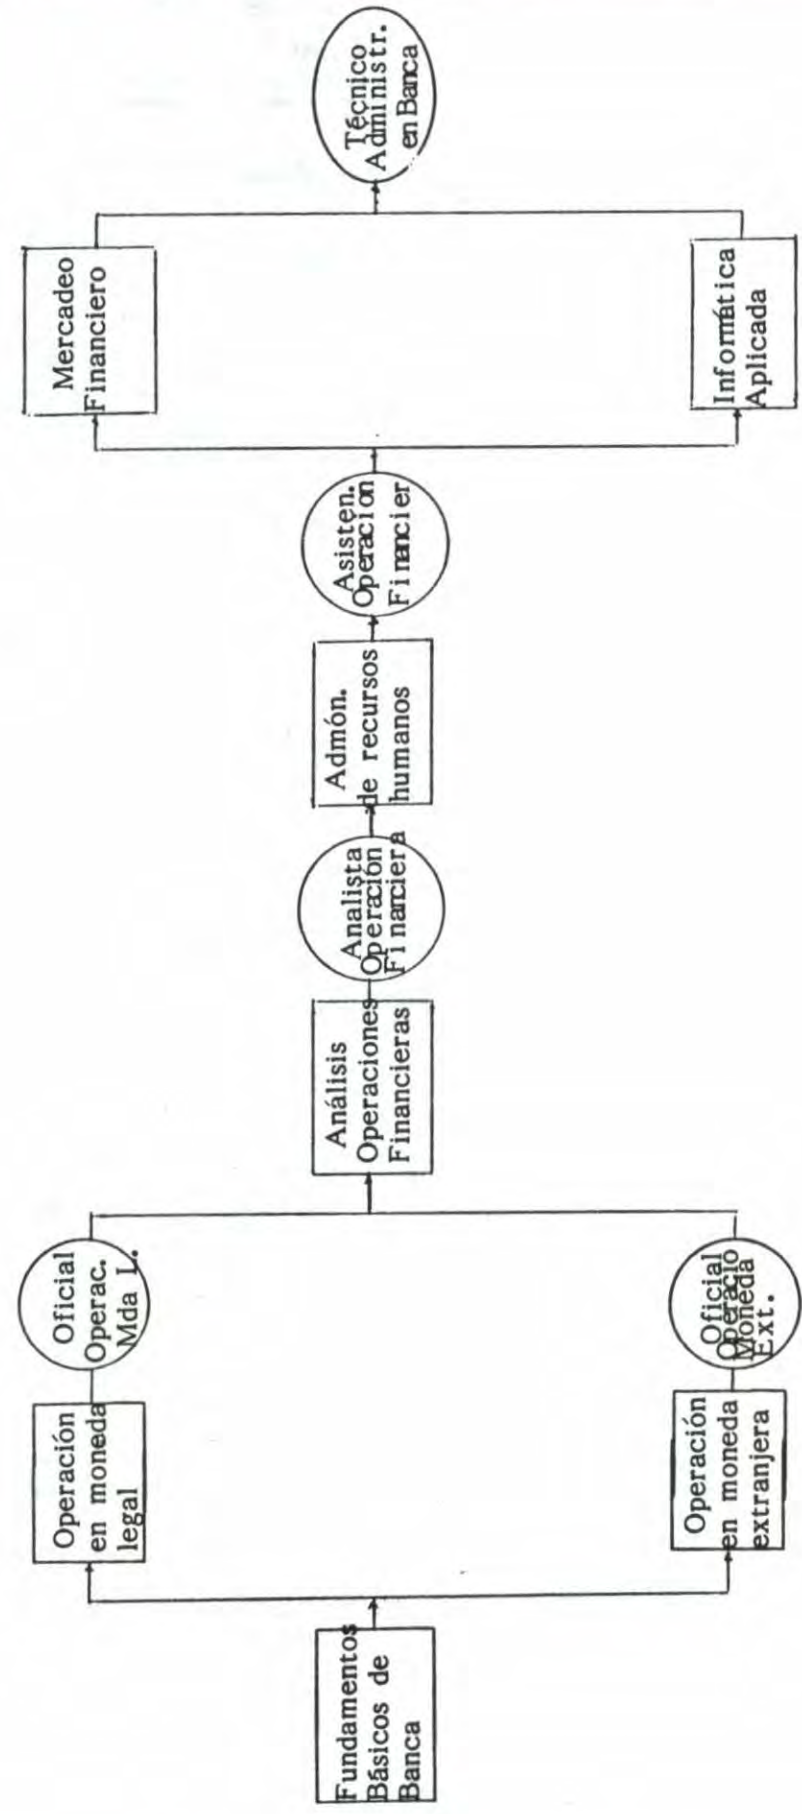 Fundamentos
Básicos de
Banca
Operación
en moneda
legal
Oficial
Operac.
Mda L.
Operación
en moneda
extranjera
Oficial
Operacio
Moneda
Ext.
Análisis
Operaciones
Financieras
Analista
Operación
Financiera
Admón.
de recursos
humanos
Asisten.
Operacion
Financier
Mercadeo
Financiero
Informática
Aplicada
Técnico
Administr.
en Banca